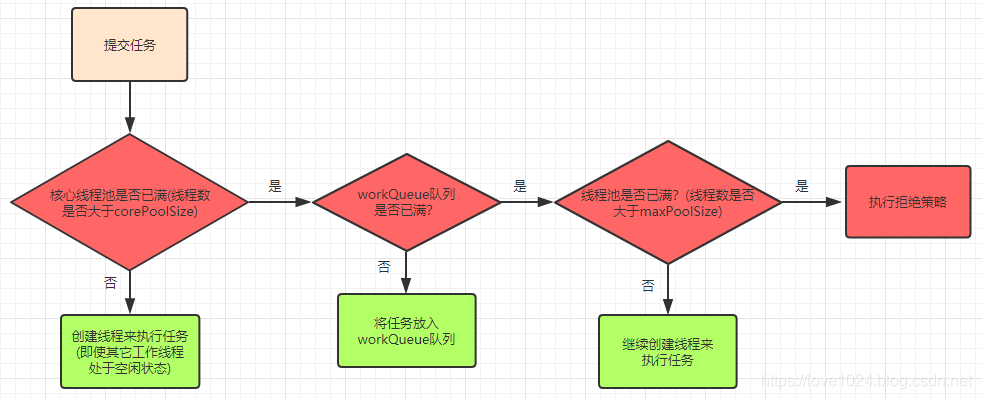 提交任务
核心线程池是否已满(线程数
是否大于corePoolSize)
是
workQueue队列
是否已满?
是
线程池是否已满? (线程数是否
大于maxPoolSize)
是
执行拒绝策略
否
创建线程来执行任务
(即使其它工作线程
处于空闲状态)
否
将任务放入
workQueue队列
否
继续创建线程来
执行任务
https://love1024.blog.csdn.net